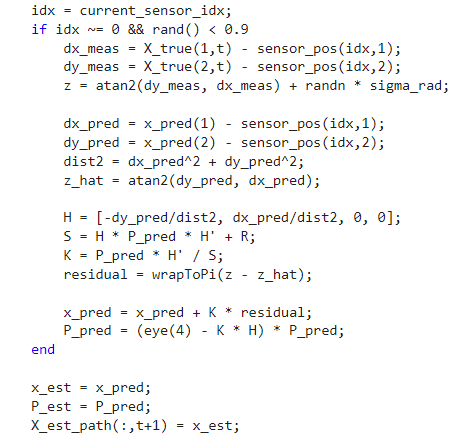 idx = current_sensor_idx;
if idx ~= 0 && rand() < 0.9
    dx_meas = X_true(1,t) - sensor_pos(idx,1);
    dy_meas = X_true(2,t) - sensor_pos(idx,2);
    z = atan2(dy_meas, dx_meas) + randn * sigma_rad;

    dx_pred = x_pred(1) - sensor_pos(idx,1);
    dy_pred = x_pred(2) - sensor_pos(idx,2);
    dist2 = dx_pred^2 + dy_pred^2;
    z_hat = atan2(dy_pred, dx_pred);

    H = [-dy_pred/dist2, dx_pred/dist2, 0, 0];
    S = H * P_pred * H' + R;
    K = P_pred * H' / S;
    residual = wrapToPi(z - z_hat);

    x_pred = x_pred + K * residual;
    P_pred = (eye(4) - K * H) * P_pred;
end

x_est = x_pred;
P_est = P_pred;
X_est_path(:,t+1) = x_est;